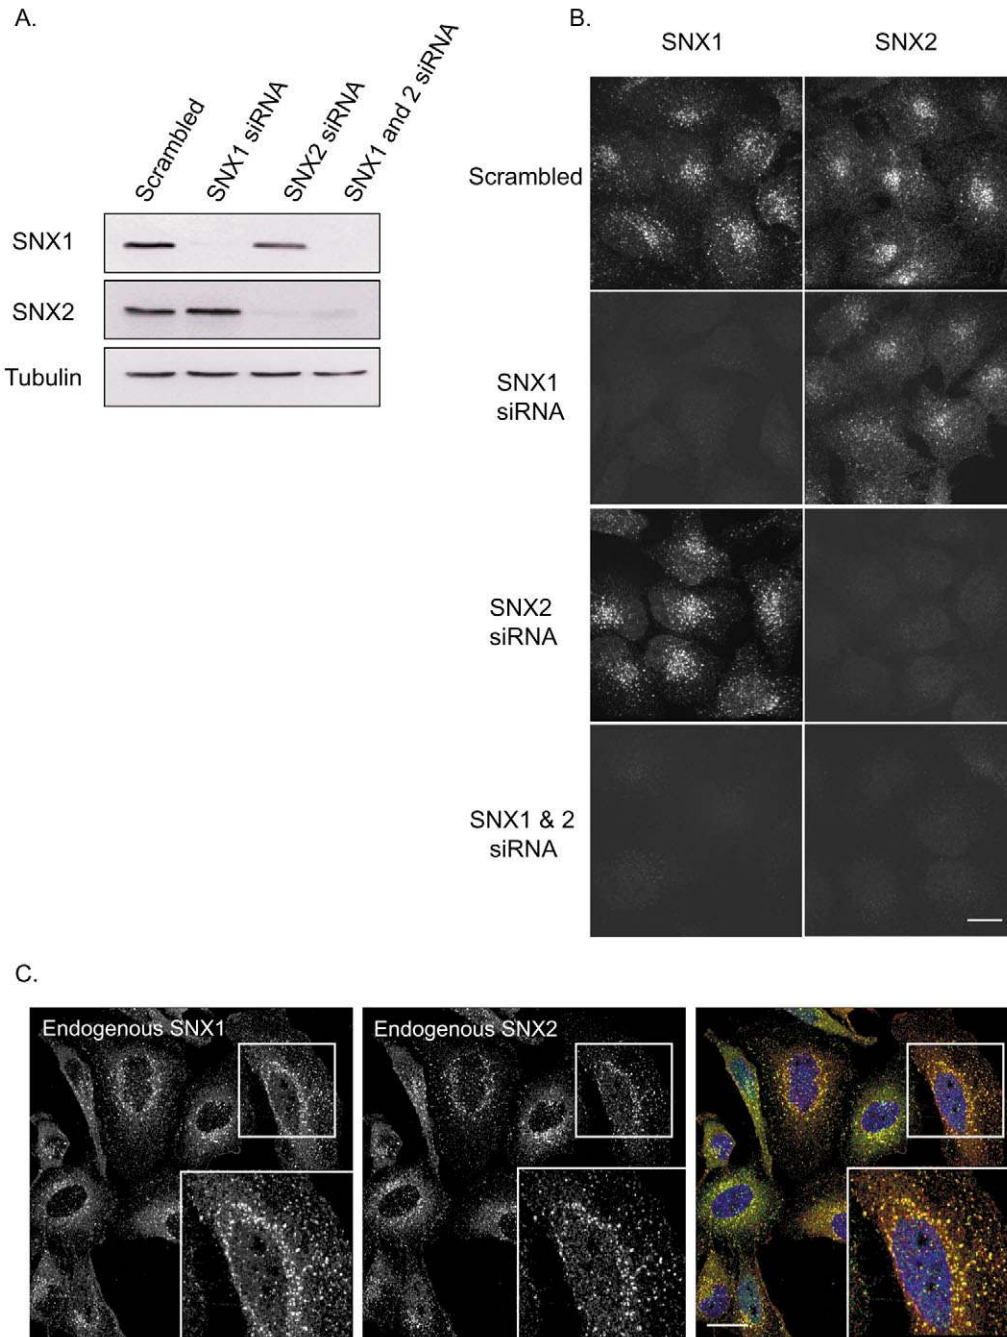 A.
Scrambled
SNX1 siRNA
SNX2 siRNA
SNX1 and 2 siRNA
SNX1
SNX2
Tubulin
B.
SNX1 SNX2
Scrambled
SNX1
siRNA
SNX2
siRNA
SNX1 & 2
siRNA
C.
Endogenous SNX1
Endogenous SNX2